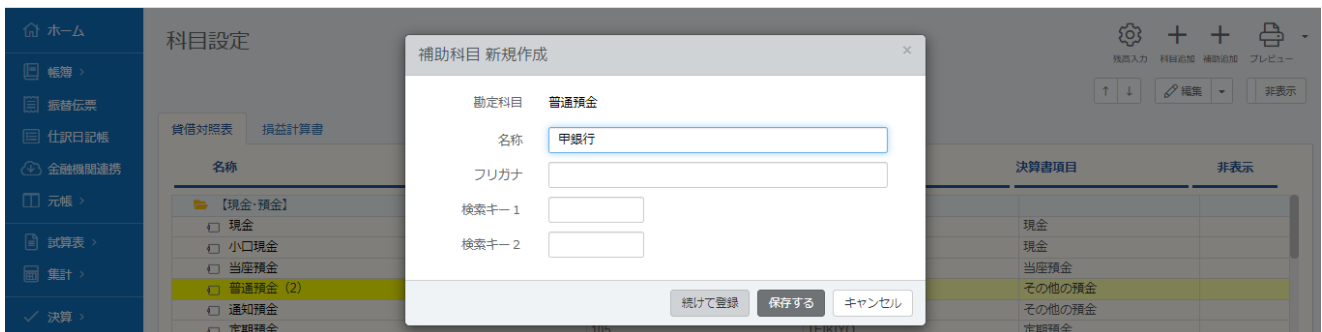 ホーム
帳簿
振替伝票
仕訳日記帳
金融機関連携
元帳
試算表
集計
決算
科目設定
残高入力 科目追加 補助追加 プレビュー
↑ ↓ 編集 非表示
貸借対照表 損益計算書
名称 決算書項目 非表示
【現金・預金】
現金 現金
小口現金 現金
当座預金 当座預金
普通預金（2） その他の預金
通知預金 その他の預金
定期預金 105 TEIKIYO 定期預金
補助科目 新規作成 ×
勘定科目 普通預金
名称 甲銀行
フリガナ
検索キー1
検索キー2
続けて登録 保存する キャンセル